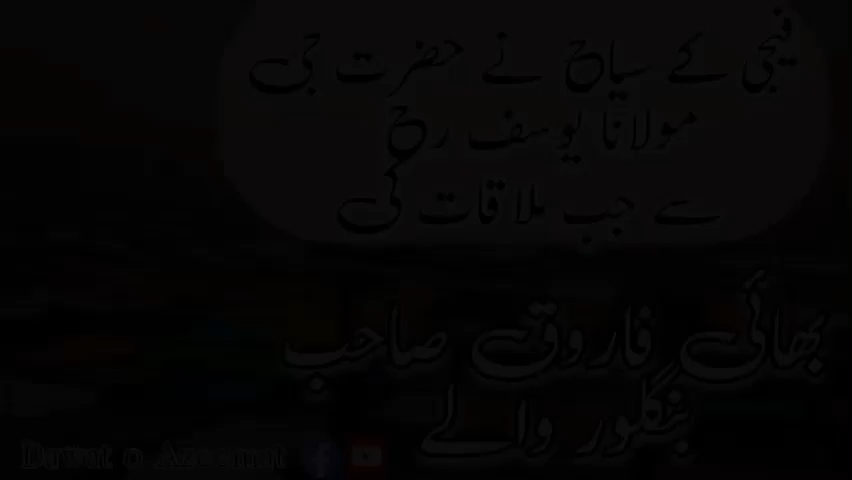 فیجی کے سیاح نے حضرت جی
مولانا یوسف رح
سے جب ملاقات کی
بھائی فاروق صاحب
بنگلور والے
Dawat o Azeemat